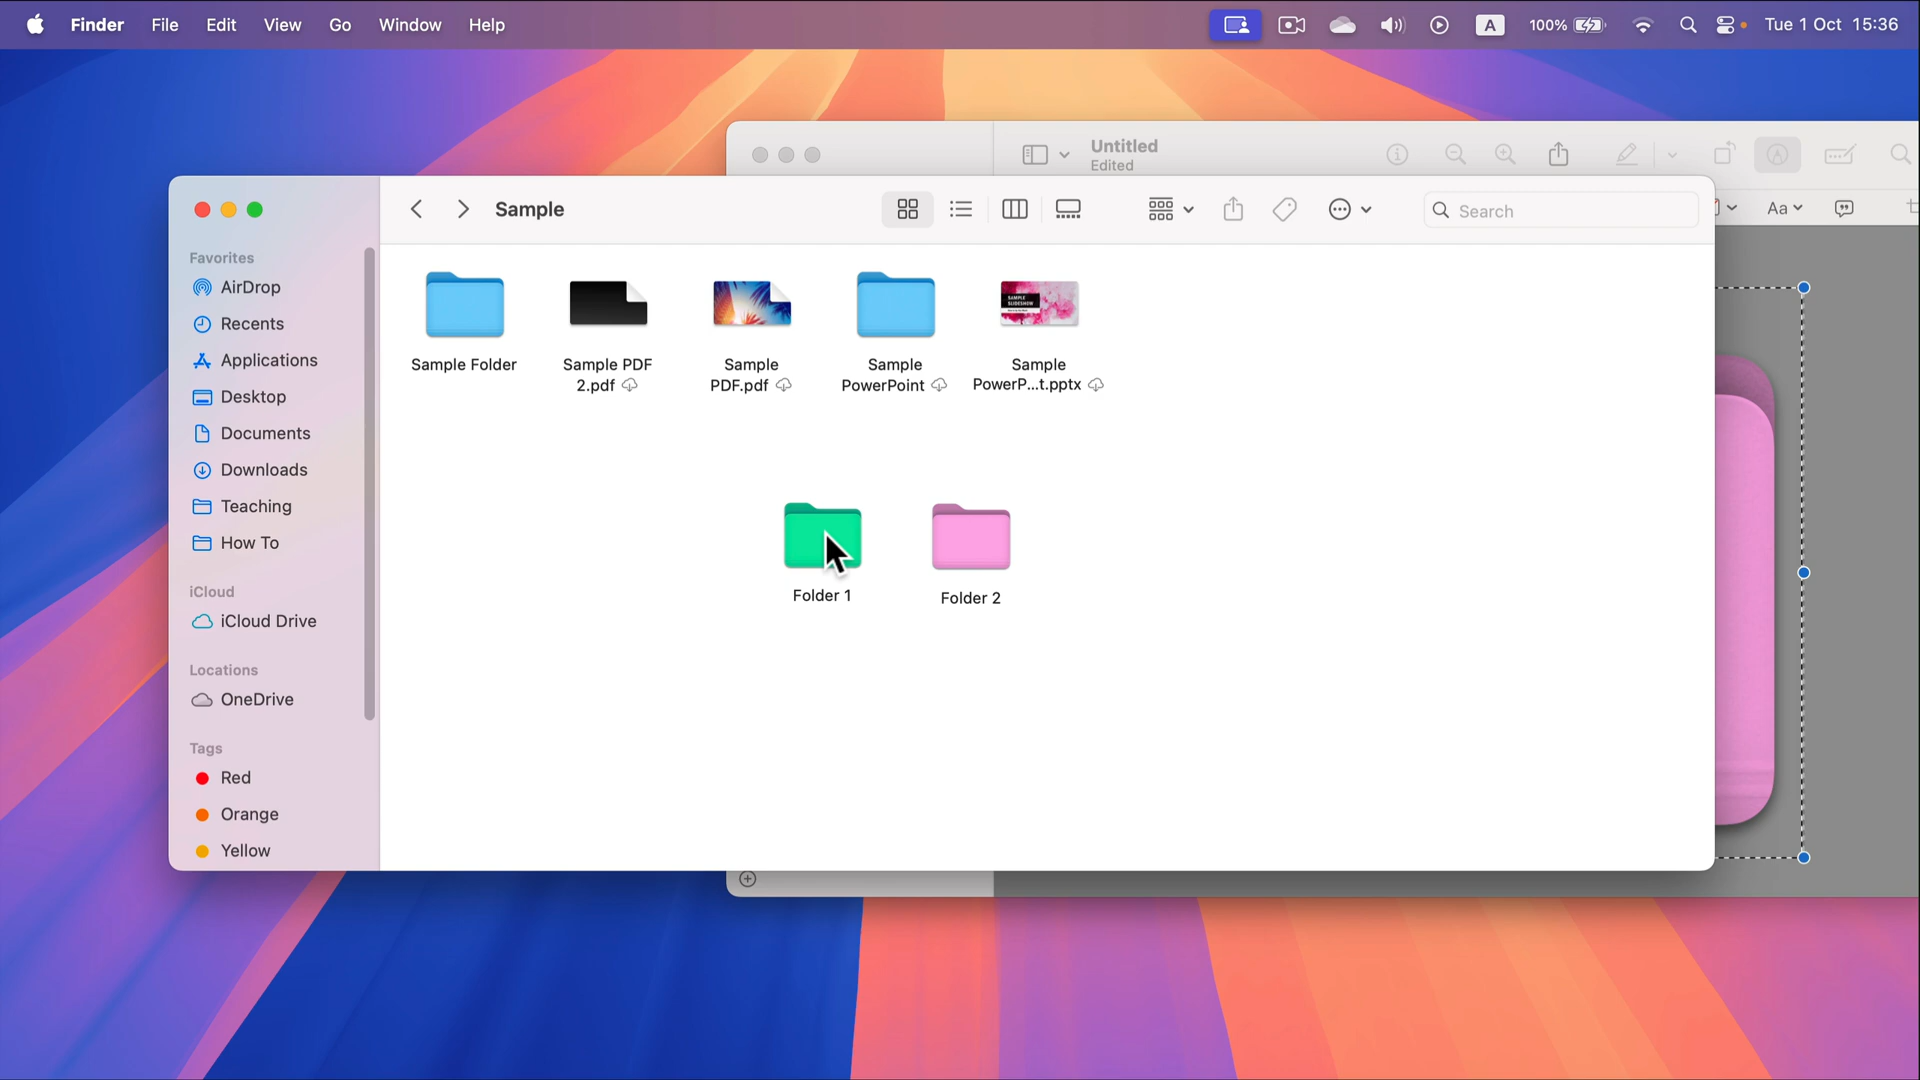 Finder File Edit View Go Window Help
A 100% Tue 1 Oct 15:36
Untitled
Edited
Sample
Search
Aa
Favorites
AirDrop
Recents
Applications
Desktop
Documents
Downloads
Teaching
How To
iCloud
iCloud Drive
Locations
OneDrive
Tags
Red
Orange
Yellow
Sample Folder
Sample PDF
2.pdf
Sample
PDF.pdf
Sample
PowerPoint
SAMPLE
SLIDESHOW
Sample
PowerP...t.pptx
Folder 1
Folder 2